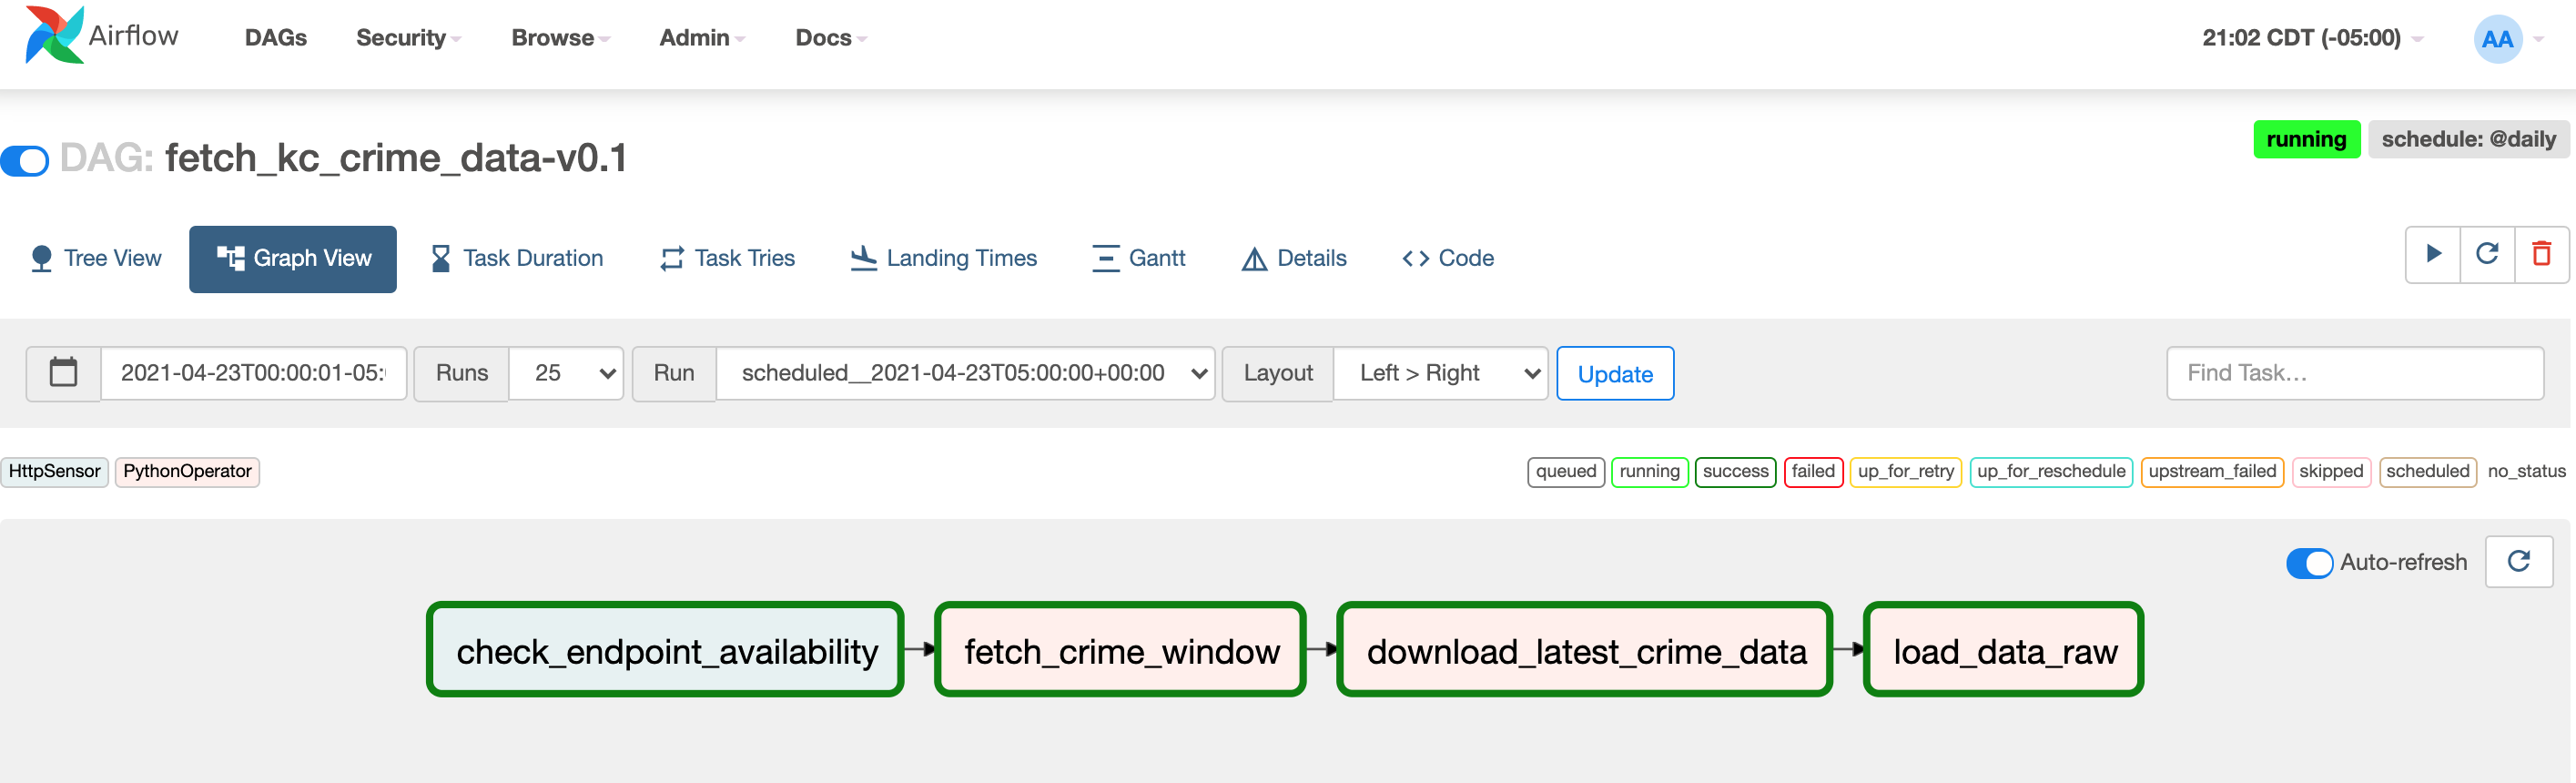 Airflow DAGs Security Browse Admin Docs 21:02 CDT (-05:00) AA
running schedule: @daily
DAG: fetch_kc_crime_data-v0.1
Tree View Graph View Task Duration Task Tries Landing Times Gantt Details Code
2021-04-23T00:00:01-05: Runs 25 Run scheduled__2021-04-23T05:00:00+00:00 Layout Left > Right Update Find Task...
HttpSensor PythonOperator queued running success failed up_for_retry up_for_reschedule upstream_failed skipped scheduled no_status
Auto-refresh
check_endpoint_availability fetch_crime_window download_latest_crime_data load_data_raw